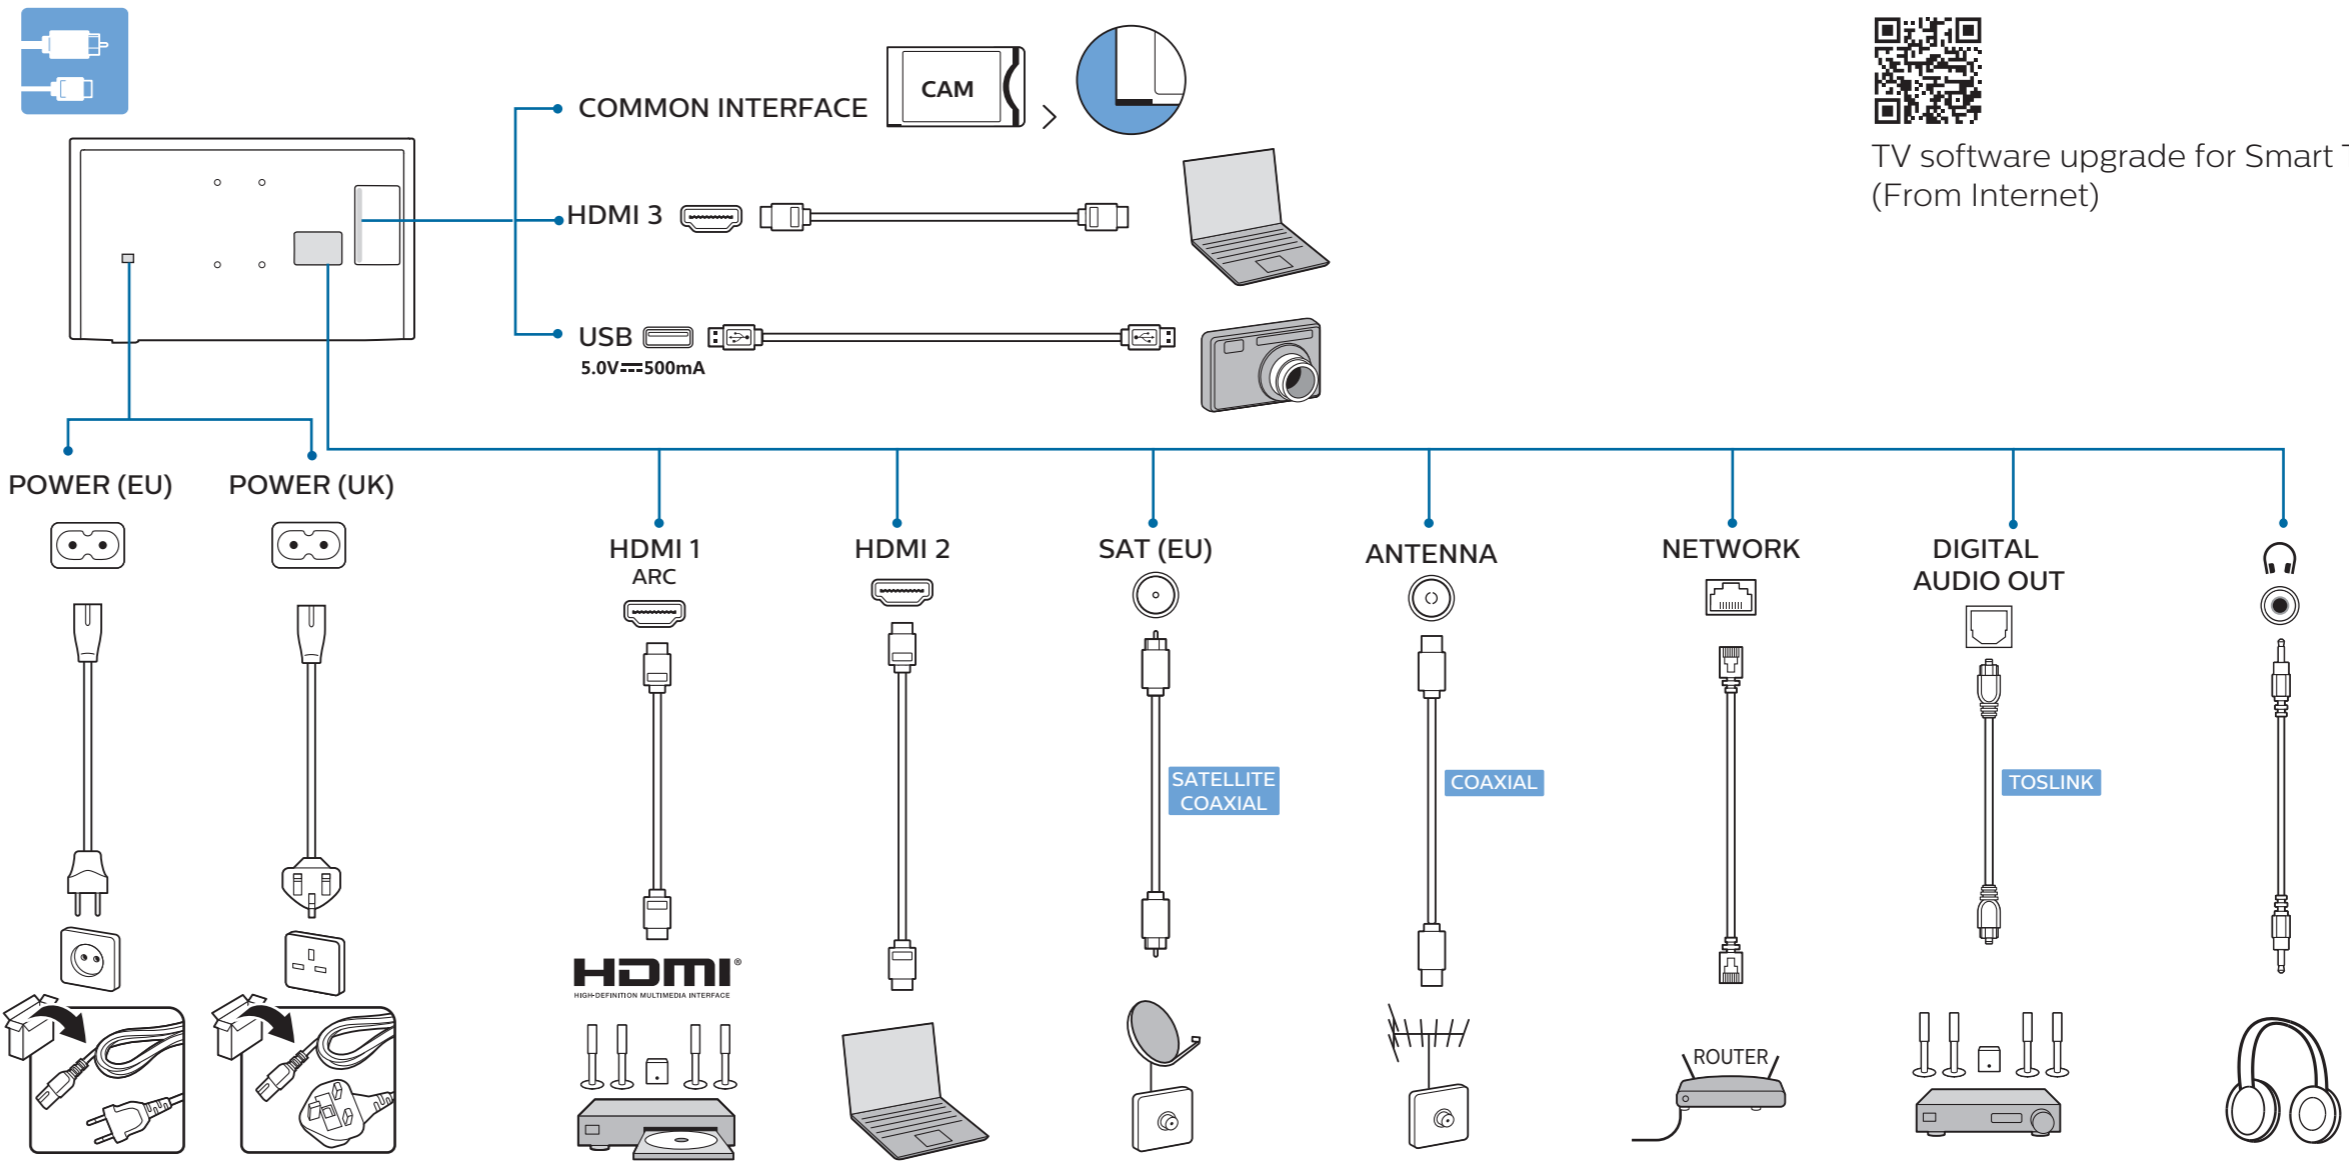 CAM
COMMON INTERFACE
TV software upgrade for Smart
(From Internet)
HDMI 3
USB
5.0V⎓500mA
POWER (EU)
POWER (UK)
HDMI 1
ARC
HDMI 2
SAT (EU)
ANTENNA
NETWORK
DIGITAL
AUDIO OUT
SATELLITE
COAXIAL
COAXIAL
TOSLINK
HDMI®
HIGH-DEFINITION MULTIMEDIA INTERFACE
ROUTER